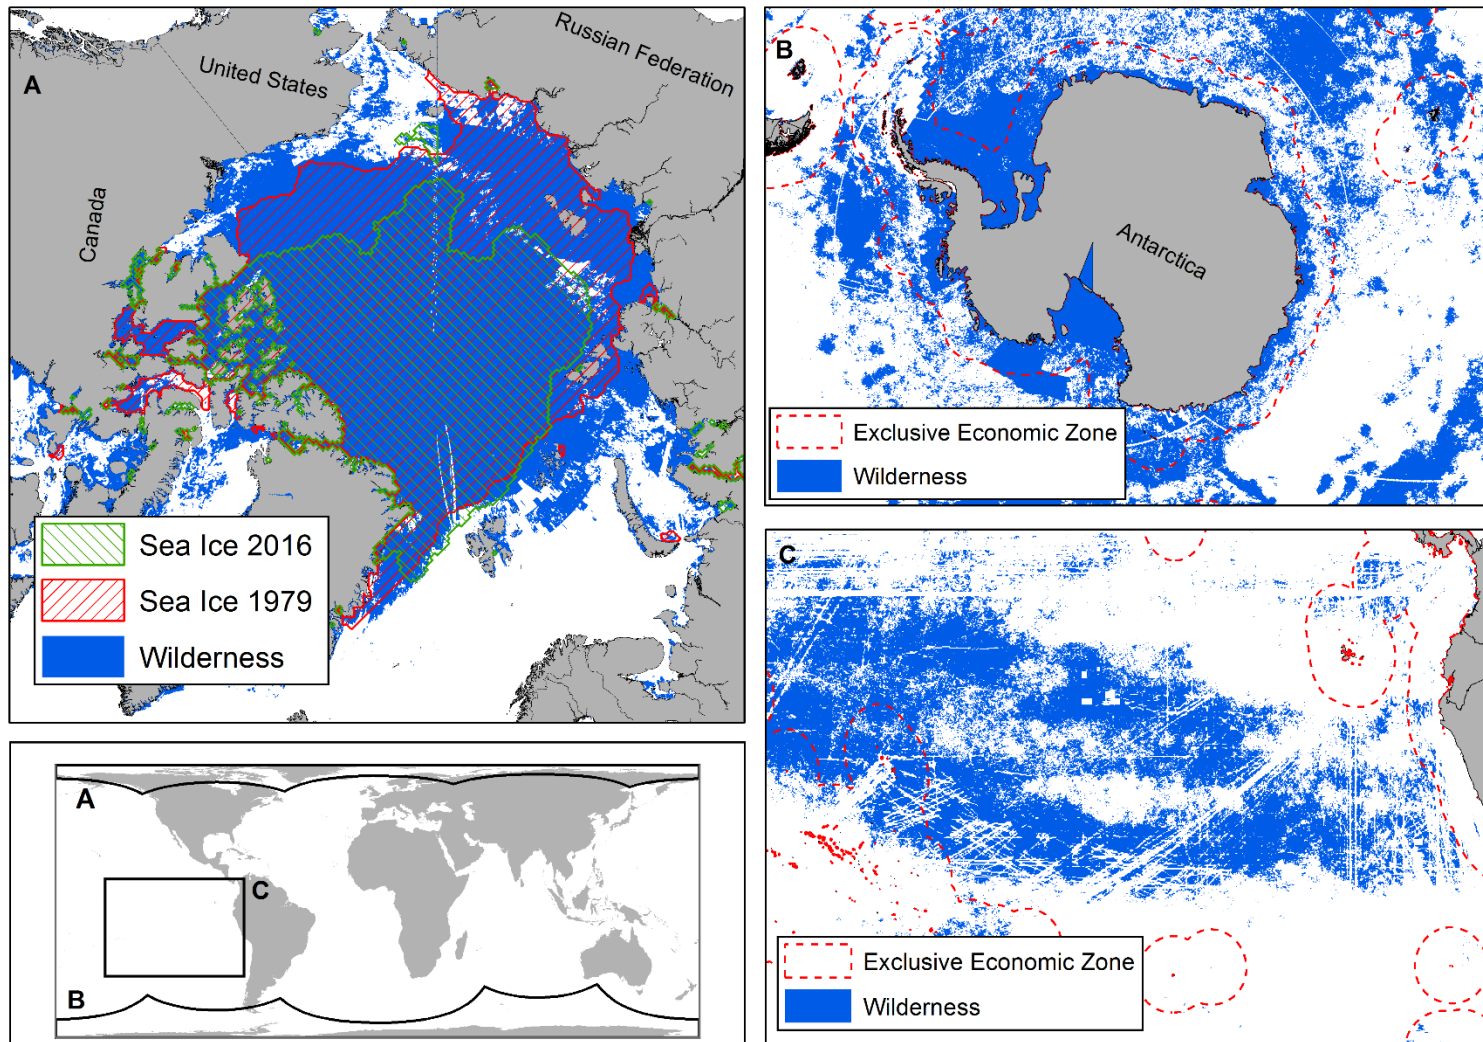 A
United States
Russian Federation
Canada
Sea Ice 2016
Sea Ice 1979
Wilderness
B
Antarctica
Exclusive Economic Zone
Wilderness
C
Exclusive Economic Zone
Wilderness
A
C
B